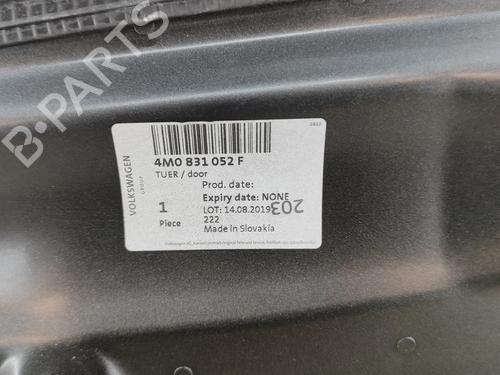 4M0 831 052 F
TUER / door
Prod. date:
Expiry date: NONE
1
LOT: 14.08.2019
203
Piece
222
Made in Slovakia
VOLKSWAGEN
GROUP
B-PARTS